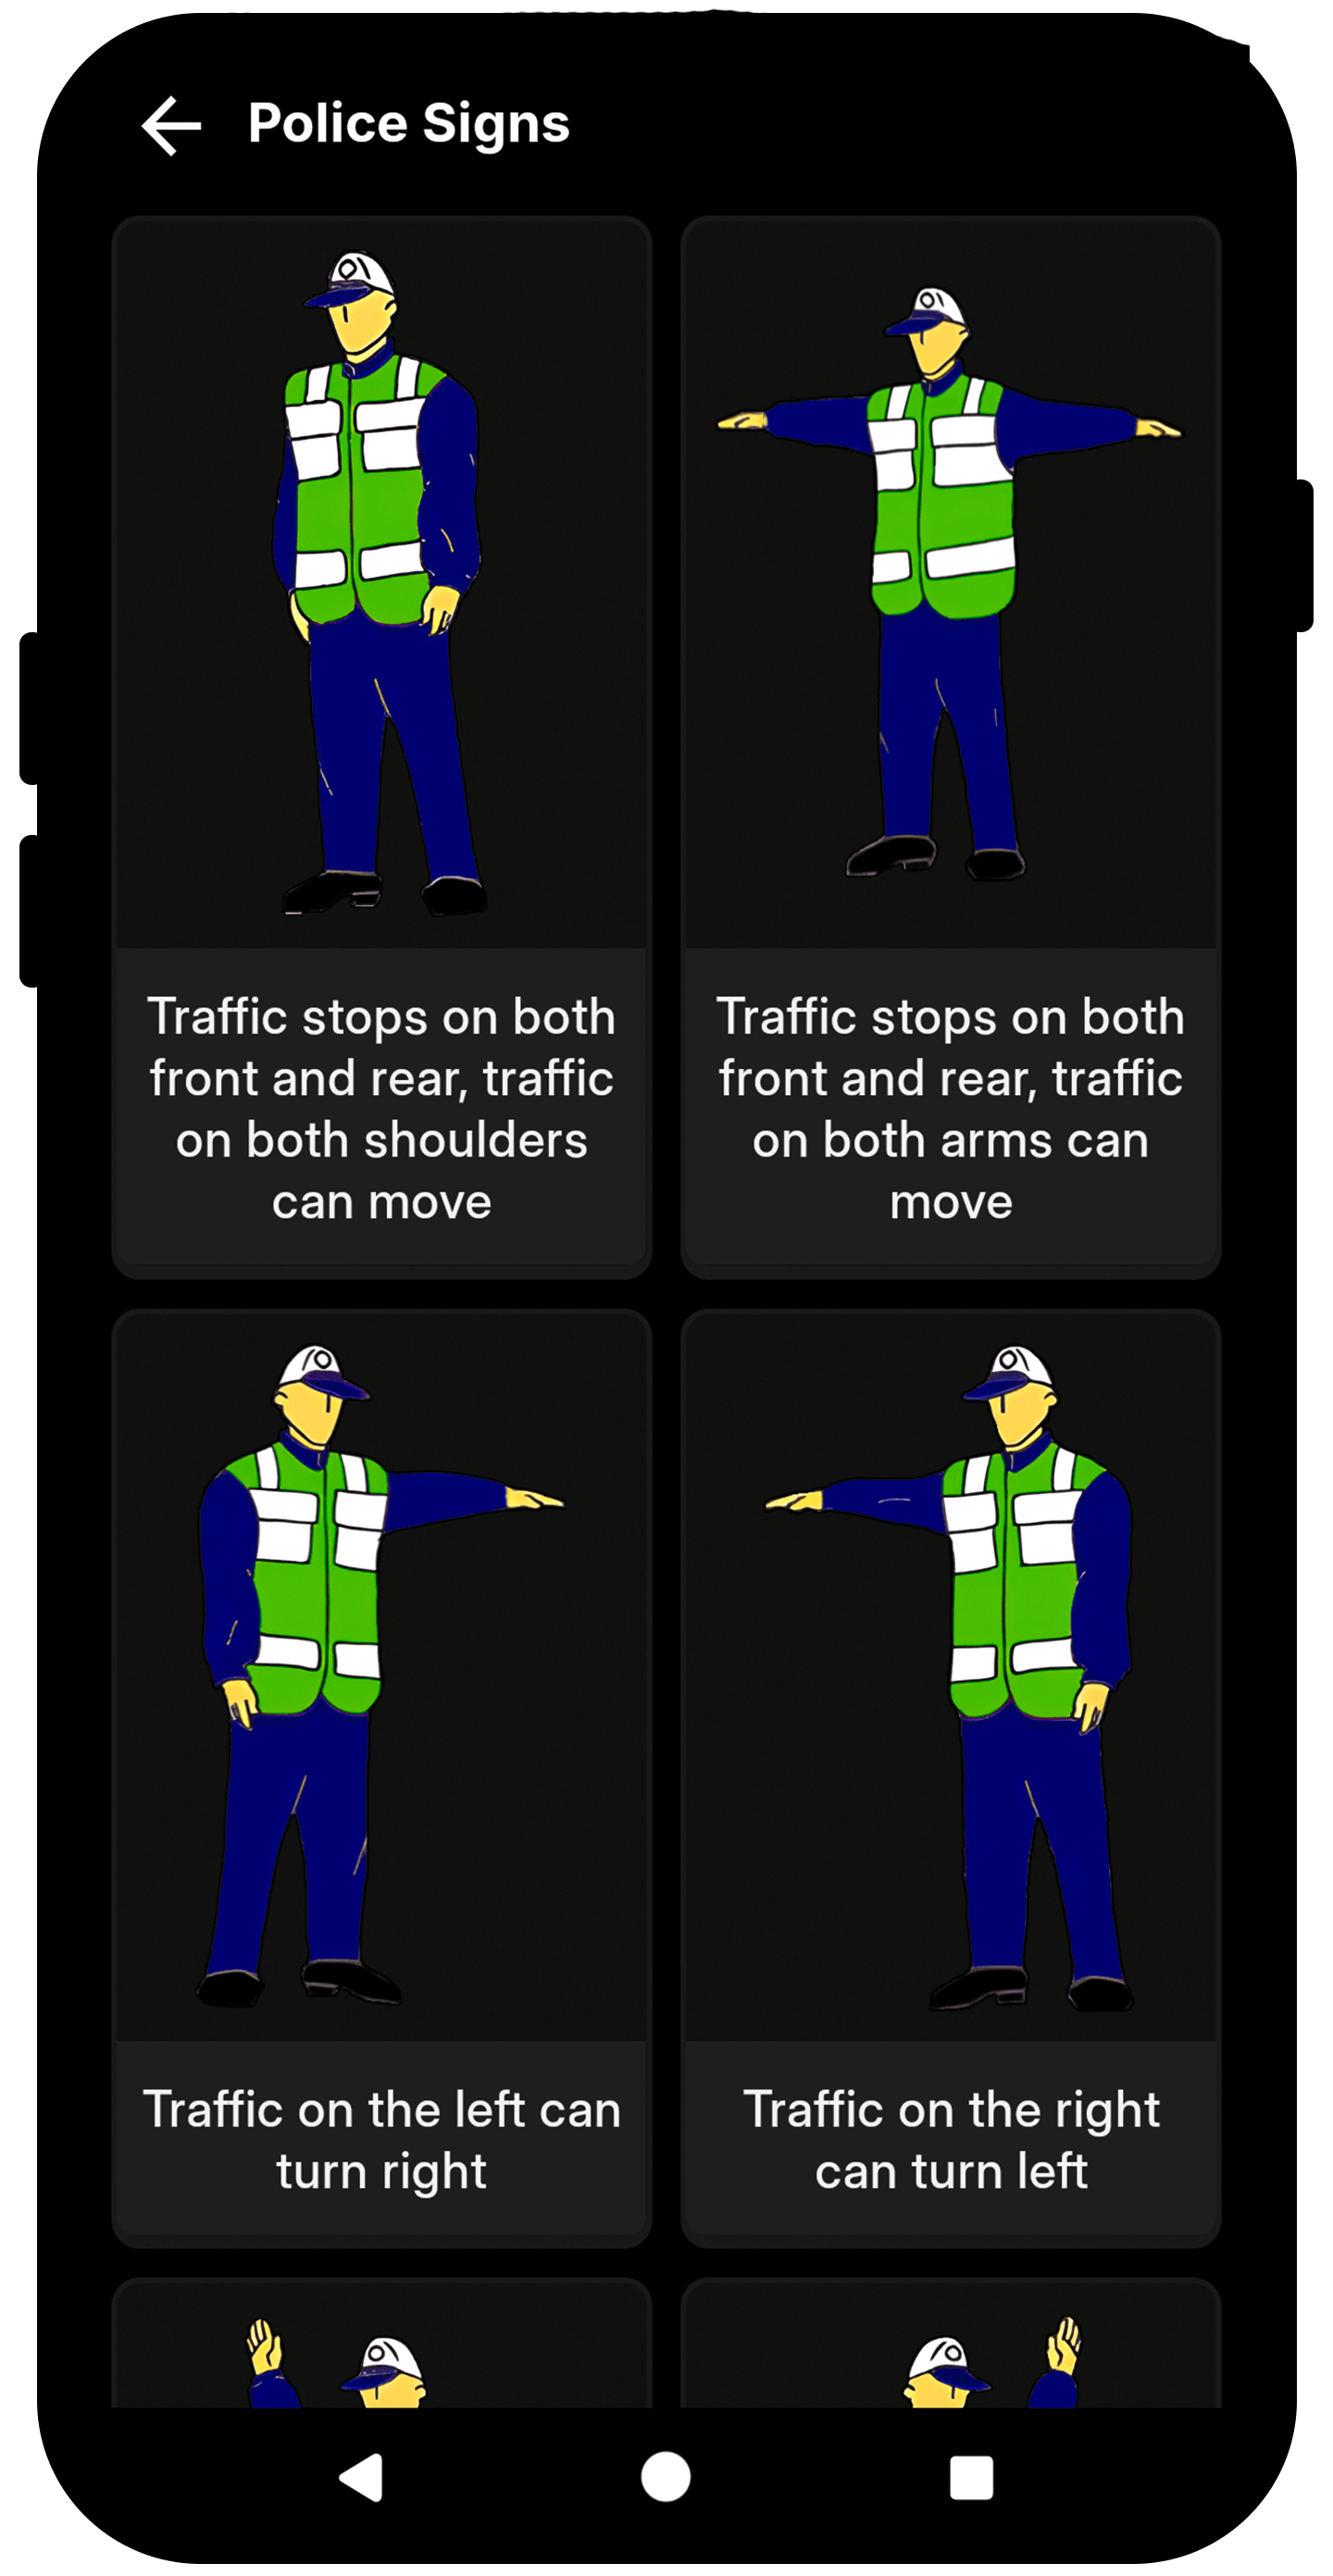 Police Signs
Traffic stops on both
front and rear, traffic
on both shoulders
can move
Traffic stops on both
front and rear, traffic
on both arms can
move
Traffic on the left can
turn right
Traffic on the right
can turn left